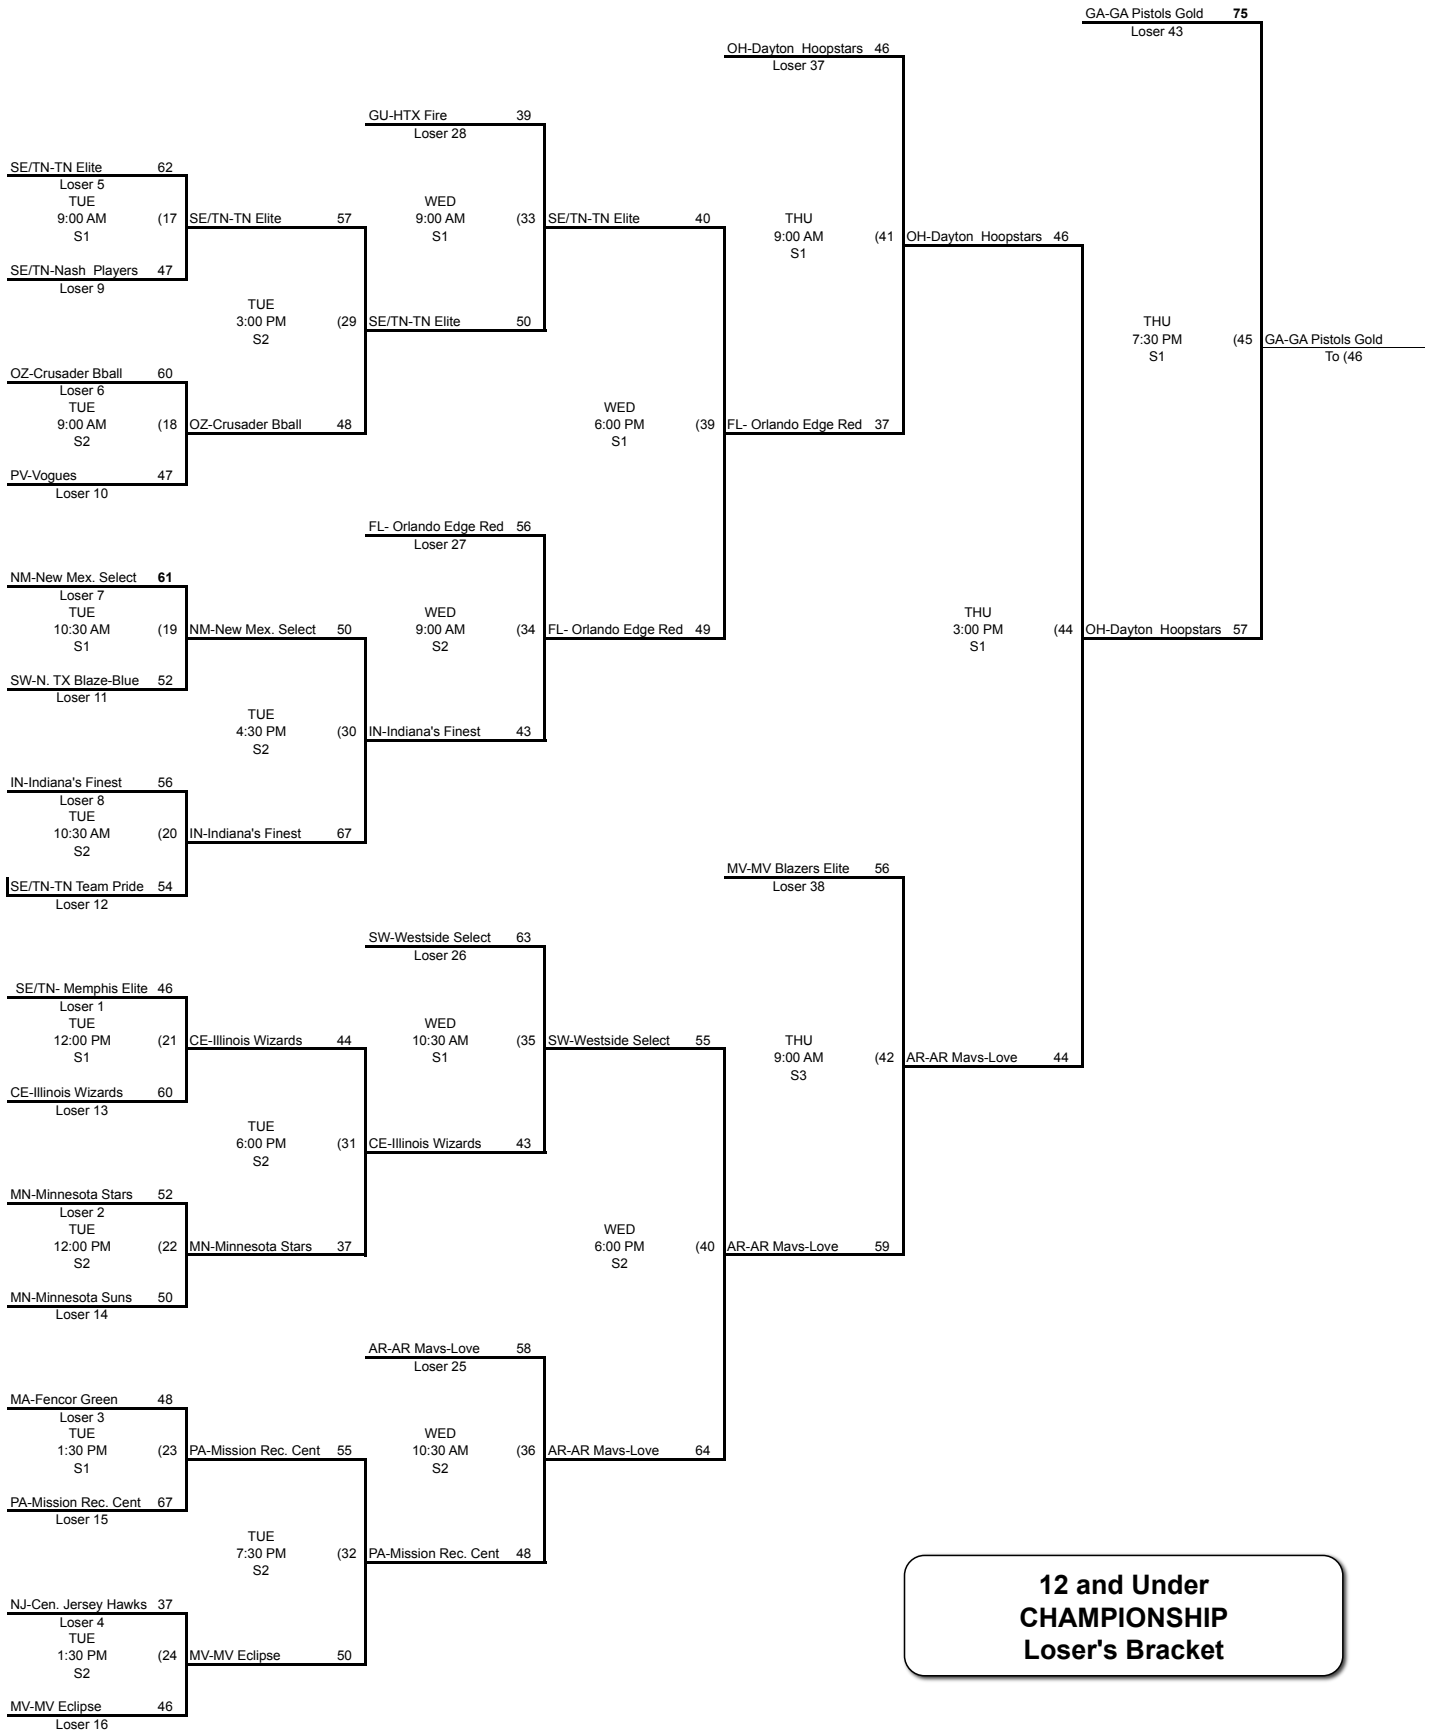 GA-GA Pistols Gold 75
Loser 43
OH-Dayton Hoopstars 46
Loser 37
GU-HTX Fire 39
Loser 28
SE/TN-TN Elite 62
Loser 5
TUE
9:00 AM (17 SE/TN-TN Elite 57
S1
WED
9:00 AM (33 SE/TN-TN Elite 40
S1
THU
9:00 AM (41 OH-Dayton Hoopstars 46
S1
SE/TN-Nash Players 47
Loser 9
TUE
3:00 PM (29 SE/TN-TN Elite 50
S2
THU
7:30 PM (45 GA-GA Pistols Gold
S1 To (46
OZ-Crusader Bball 60
Loser 6
TUE
9:00 AM (18 OZ-Crusader Bball 48
S2
WED
6:00 PM (39 FL- Orlando Edge Red 37
S1
PV-Vogues 47
Loser 10
FL- Orlando Edge Red 56
Loser 27
NM-New Mex. Select 61
Loser 7
TUE
10:30 AM (19 NM-New Mex. Select 50
S1
WED
9:00 AM (34 FL- Orlando Edge Red 49
S2
THU
3:00 PM (44 OH-Dayton Hoopstars 57
S1
SW-N. TX Blaze-Blue 52
Loser 11
TUE
4:30 PM (30 IN-Indiana's Finest 43
S2
IN-Indiana's Finest 56
Loser 8
TUE
10:30 AM (20 IN-Indiana's Finest 67
S2
SE/TN-TN Team Pride 54
Loser 12
MV-MV Blazers Elite 56
Loser 38
SW-Westside Select 63
Loser 26
SE/TN- Memphis Elite 46
Loser 1
TUE
12:00 PM (21 CE-Illinois Wizards 44
S1
WED
10:30 AM (35 SW-Westside Select 55
S1
THU
9:00 AM (42 AR-AR Mavs-Love 44
S3
CE-Illinois Wizards 60
Loser 13
TUE
6:00 PM (31 CE-Illinois Wizards 43
S2
MN-Minnesota Stars 52
Loser 2
TUE
12:00 PM (22 MN-Minnesota Stars 37
S2
WED
6:00 PM (40 AR-AR Mavs-Love 59
S2
MN-Minnesota Suns 50
Loser 14
AR-AR Mavs-Love 58
Loser 25
MA-Fencor Green 48
Loser 3
TUE
1:30 PM (23 PA-Mission Rec. Cent 55
S1
WED
10:30 AM (36 AR-AR Mavs-Love 64
S2
PA-Mission Rec. Cent 67
Loser 15
TUE
7:30 PM (32 PA-Mission Rec. Cent 48
S2
NJ-Cen. Jersey Hawks 37
Loser 4
TUE
1:30 PM (24 MV-MV Eclipse 50
S2
MV-MV Eclipse 46
Loser 16
12 and Under
CHAMPIONSHIP
Loser's Bracket